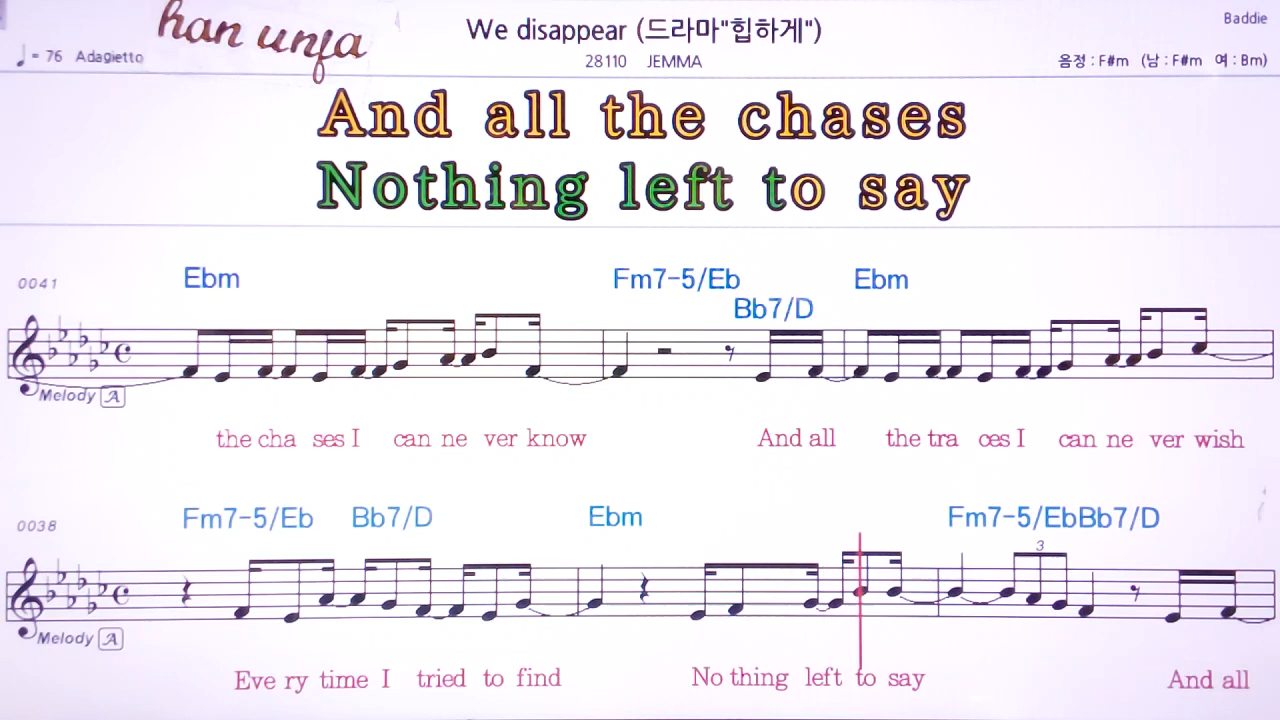 han unfa
We disappear (드라마"힙하게")
Baddie
♩= 76 Adagietto
28110 JEMMA
음정 : F#m (남 : F#m 여 : Bm)
And all the chases
Nothing left to say
0041
Ebm Fm7-5/Eb Bb7/D Ebm
Melody A
the cha ses I can ne ver know And all the tra ces I can ne ver wish
0038
Fm7-5/Eb Bb7/D Ebm Fm7-5/EbBb7/D
3
Melody A
Eve ry time I tried to find No thing left to say And all